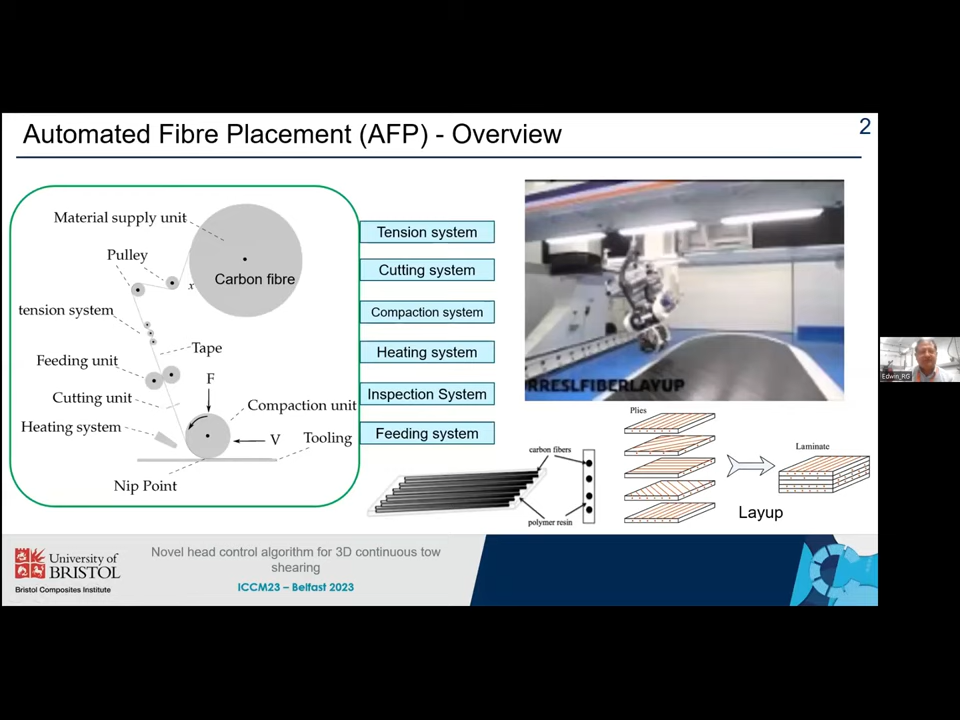 Automated Fibre Placement (AFP) - Overview
2
Material supply unit
Pulley
Carbon fibre
x
tension system
Tape
Feeding unit
F
Cutting unit
Compaction unit
Heating system
V
Tooling
Nip Point
Tension system
Cutting system
Compaction system
Heating system
Inspection System
Feeding system
RRESLFIBERLAYUP
Edwin_RG
carbon fibers
polymer resin
Plies
Laminate
Layup
University of
BRISTOL
Bristol Composites Institute
Novel head control algorithm for 3D continuous tow
shearing
ICCM23 – Belfast 2023